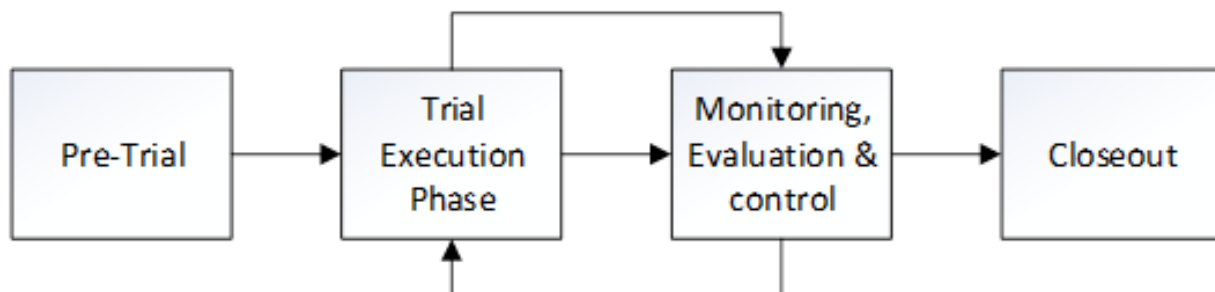 Pre-Trial
Trial
Execution
Phase
Monitoring,
Evaluation &
control
Closeout